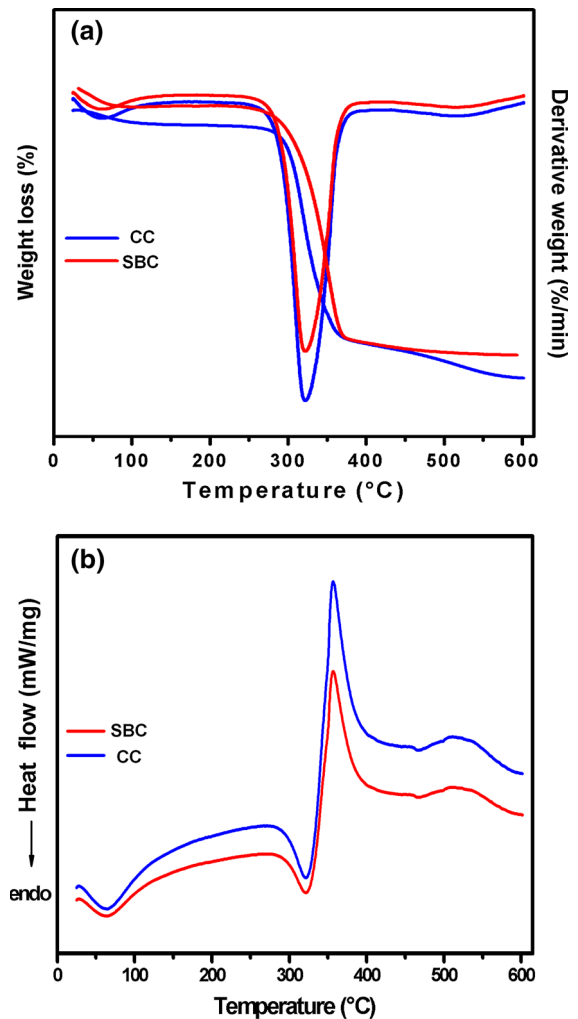 (a)
Weight loss (%)
Derivative weight (%/min)
CC
SBC
0 100 200 300 400 500 600
Temperature (°C)
(b)
Heat flow (mW/mg)
endo
SBC
CC
0 100 200 300 400 500 600
Temperature (°C)